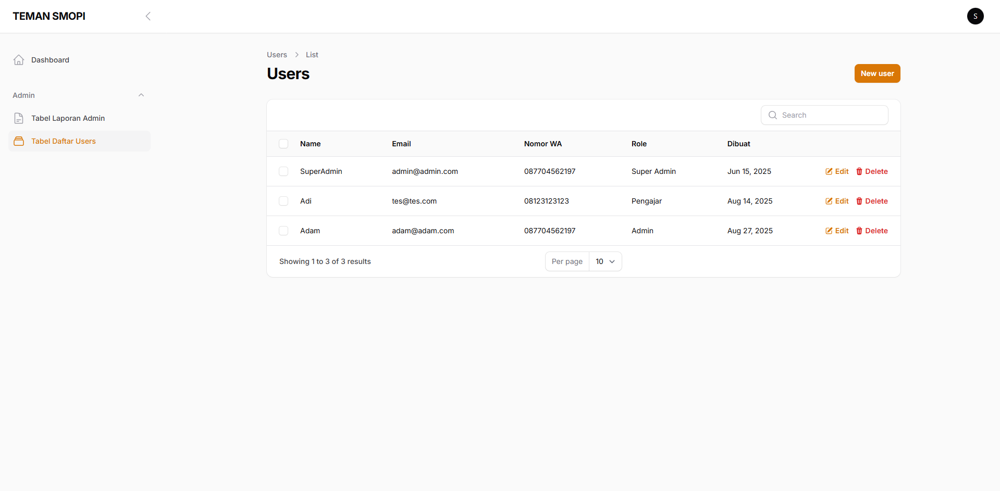 TEMAN SMOPI
S
Dashboard
Admin
Tabel Laporan Admin
Tabel Daftar Users
Users > List
Users
New user
Search
Name Email Nomor WA Role Dibuat
SuperAdmin admin@admin.com 087704562197 Super Admin Jun 15, 2025 Edit Delete
Adi tes@tes.com 08123123123 Pengajar Aug 14, 2025 Edit Delete
Adam adam@adam.com 087704562197 Admin Aug 27, 2025 Edit Delete
Showing 1 to 3 of 3 results
Per page 10